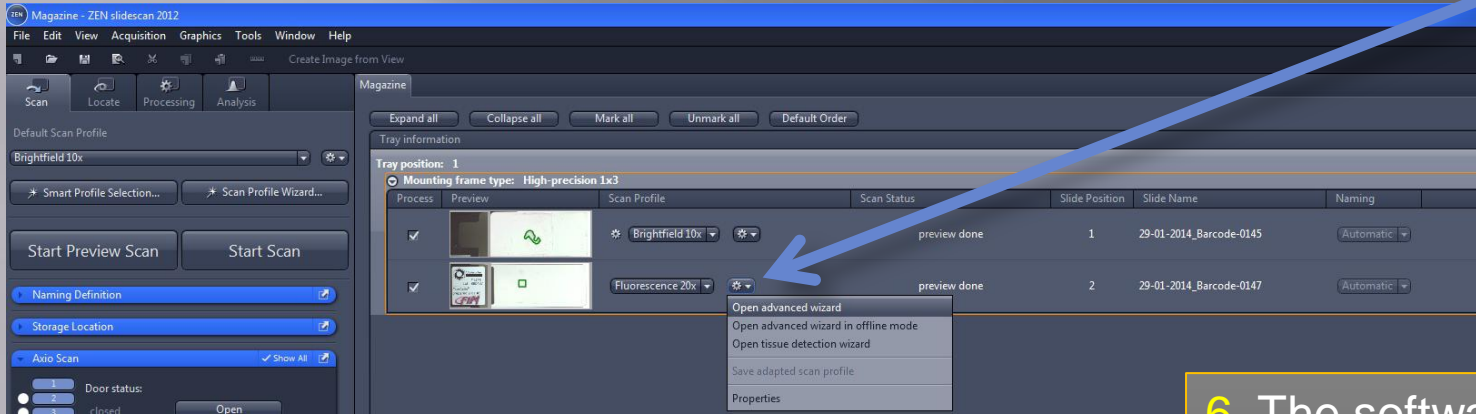 ZEN Magazine - ZEN slidescan 2012
File Edit View Acquisition Graphics Tools Window Help
Create Image from View
Scan Locate Processing Analysis
Magazine
Expand all Collapse all Mark all Unmark all Default Order
Default Scan Profile
Tray information
Brightfield 10x
Tray position: 1
Mounting frame type: High-precision 1x3
Smart Profile Selection... Scan Profile Wizard...
Process Preview Scan Profile Scan Status Slide Position Slide Name Naming
Brightfield 10x preview done 1 29-01-2014_Barcode-0145 Automatic
Start Preview Scan Start Scan
Fluorescence 20x preview done 2 29-01-2014_Barcode-0147 Automatic
Naming Definition
Open advanced wizard
Open advanced wizard in offline mode
Open tissue detection wizard
Save adapted scan profile
Properties
Storage Location
Axio Scan Show All
1 Door status:
2
3 closed Open
6. The softwa